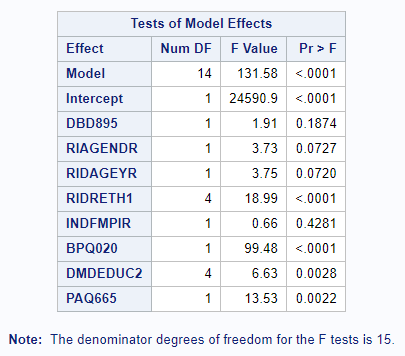 Tests of Model Effects
Effect Num DF F Value Pr > F
Model 14 131.58 <.0001
Intercept 1 24590.9 <.0001
DBD895 1 1.91 0.1874
RIAGENDR 1 3.73 0.0727
RIDAGEYR 1 3.75 0.0720
RIDRETH1 4 18.99 <.0001
INDFMPIR 1 0.66 0.4281
BPQ020 1 99.48 <.0001
DMDEDUC2 4 6.63 0.0028
PAQ665 1 13.53 0.0022
Note: The denominator degrees of freedom for the F tests is 15.